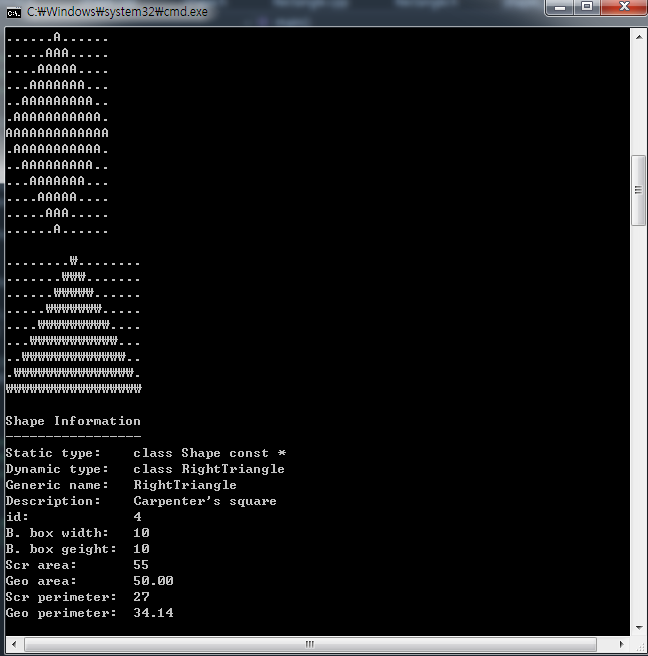 C:₩Windows₩system32₩cmd.exe
......A......
.....AAA.....
....AAAAA....
...AAAAAAA...
..AAAAAAAAA..
.AAAAAAAAAAA.
AAAAAAAAAAAAA
.AAAAAAAAAAA.
..AAAAAAAAA..
...AAAAAAA...
....AAAAA....
.....AAA.....
......A......
........₩........
.......₩₩₩.......
......₩₩₩₩₩......
.....₩₩₩₩₩₩₩.....
....₩₩₩₩₩₩₩₩₩....
...₩₩₩₩₩₩₩₩₩₩₩...
..₩₩₩₩₩₩₩₩₩₩₩₩₩..
.₩₩₩₩₩₩₩₩₩₩₩₩₩₩₩.
₩₩₩₩₩₩₩₩₩₩₩₩₩₩₩₩₩
Shape Information
-----------------
Static type:    class Shape const *
Dynamic type:   class RightTriangle
Generic name:   RightTriangle
Description:    Carpenter's square
id:             4
B. box width:   10
B. box geight:  10
Scr area:       55
Geo area:       50.00
Scr perimeter:  27
Geo perimeter:  34.14